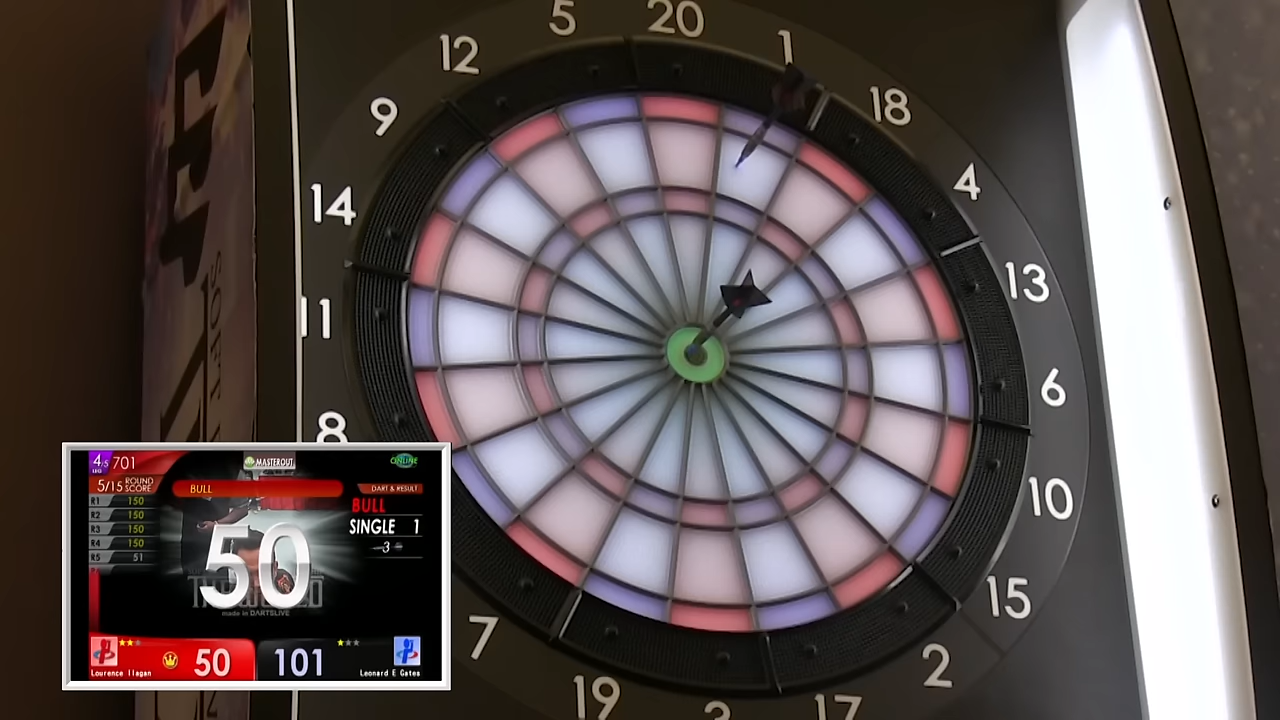 5 20 1
12 18
9 4
14 13
11 6
8 10
7 15
19 3 17 2
SOFT
4/5 701
LEG
MASTEROUT
ONLINE
5/15 ROUND SCORE
BULL
DART & RESULT
R1 150
R2 150
R3 150
R4 150
R5 51
BULL
SINGLE 1
3
50
made in DARTSLIVE
50 101
Lourence Ilagan
Leonard E Gates